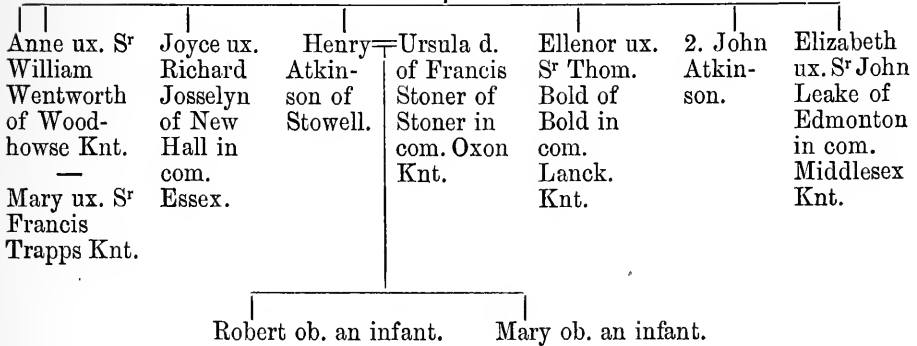 Anne ux. Sʳ
William
Wentworth
of Wood-
howse Knt.
—
Mary ux. Sʳ
Francis
Trapps Knt.
Joyce ux.
Richard
Josselyn
of New
Hall in
com.
Essex.
Henry
Atkin-
son of
Stowell.
Ursula d.
of Francis
Stoner of
Stoner in
com. Oxon
Knt.
Ellenor ux.
Sʳ Thom.
Bold of
Bold in
com.
Lanck.
Knt.
2. John
Atkin-
son.
Elizabeth
ux. Sʳ John
Leake of
Edmonton
in com.
Middlesex
Knt.
Robert ob. an infant.
Mary ob. an infant.